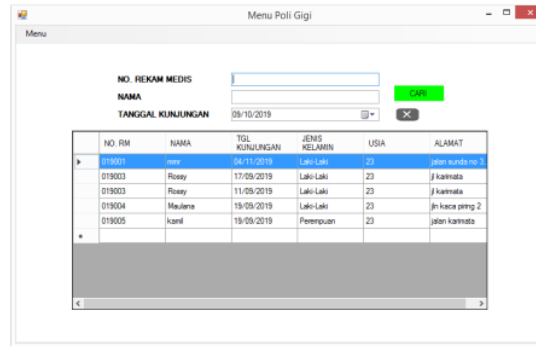 Menu Poli Gigi
Menu
NO. REKAM MEDIS
NAMA
CARI
TANGGAL KUNJUNGAN 09/10/2019
NO. RM NAMA TGL KUNJUNGAN JENIS KELAMIN USIA ALAMAT
019001 mnr 04/11/2019 Laki-Laki 23 jalan sunda no 3
019003 Rossy 17/09/2019 Laki-Laki 23 jl karimata
019003 Rossy 11/09/2019 Laki-Laki 23 jl karimata
019004 Maulana 19/09/2019 Laki-Laki 23 jln kaca piring 2
019005 kamil 19/09/2019 Perempuan 23 jalan karimata